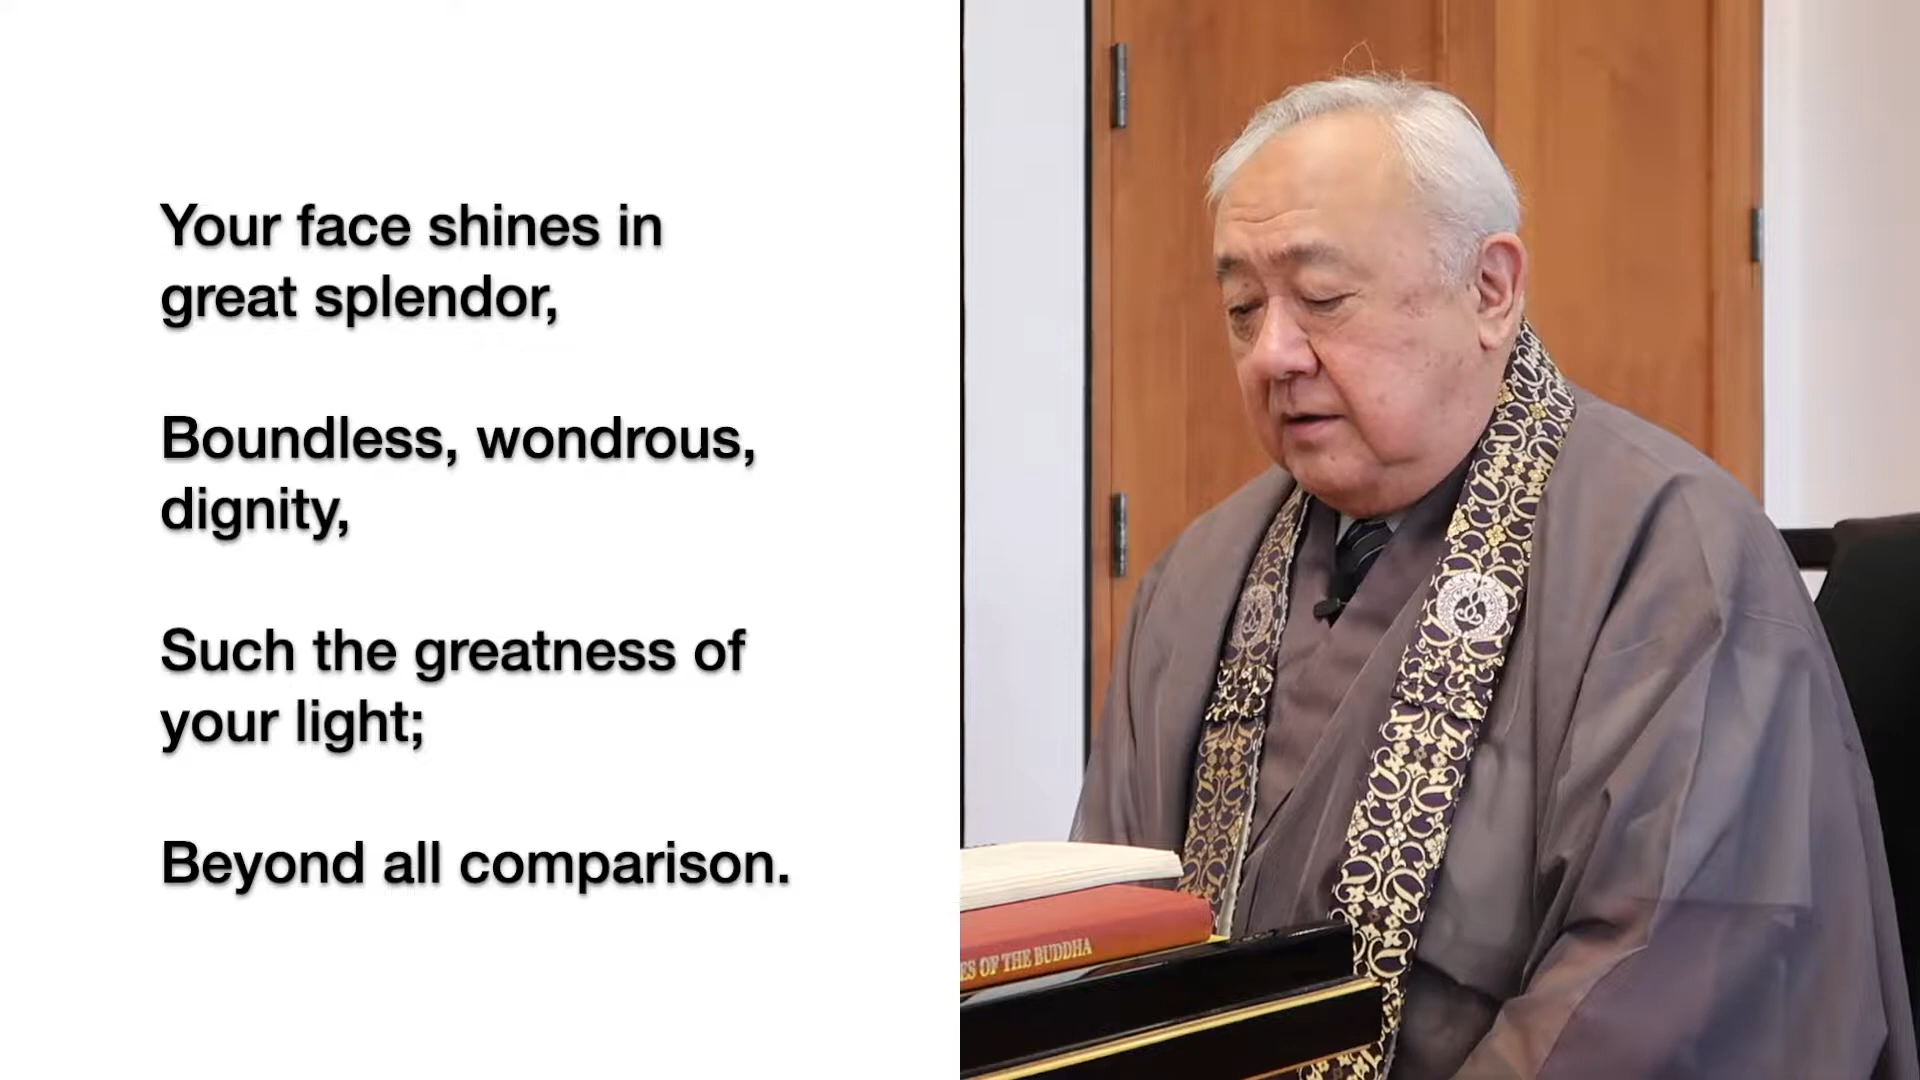 Your face shines in
great splendor,
Boundless, wondrous,
dignity,
Such the greatness of
your light;
Beyond all comparison.
OF THE BUDDHA